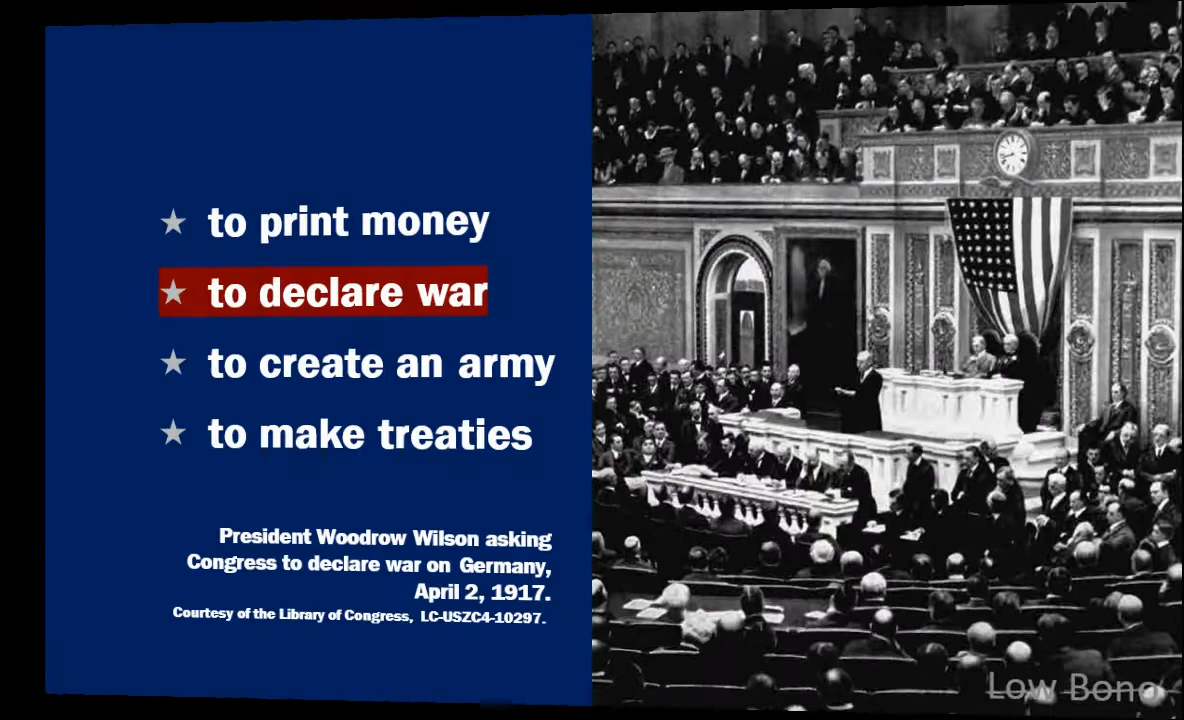 to print money
to declare war
to create an army
to make treaties
President Woodrow Wilson asking
Congress to declare war on Germany,
April 2, 1917.
Courtesy of the Library of Congress, LC-USZC4-10297.
Low Bono